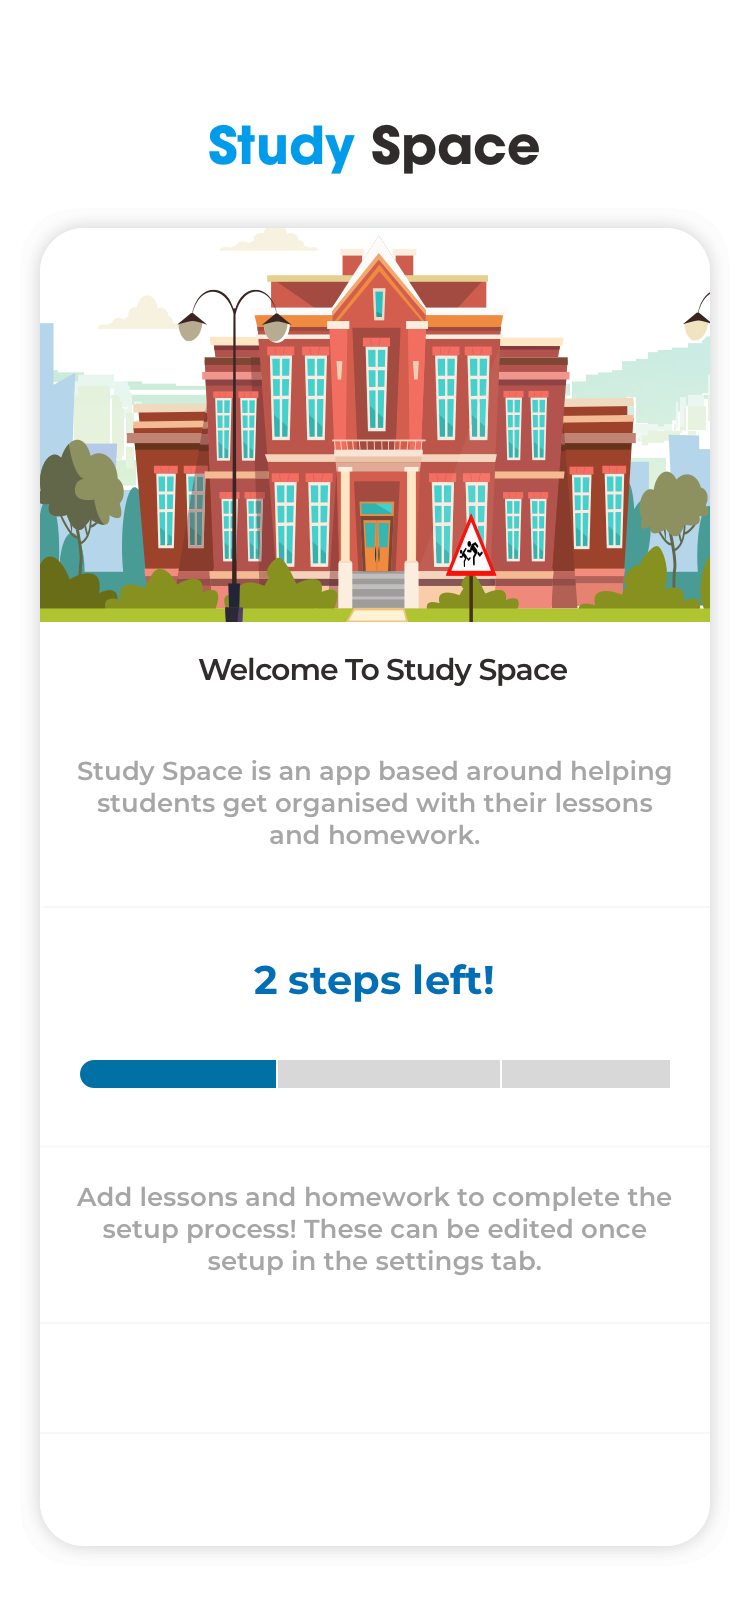 Study Space
Welcome To Study Space
Study Space is an app based around helping
students get organised with their lessons
and homework.
2 steps left!
Add lessons and homework to complete the
setup process! These can be edited once
setup in the settings tab.